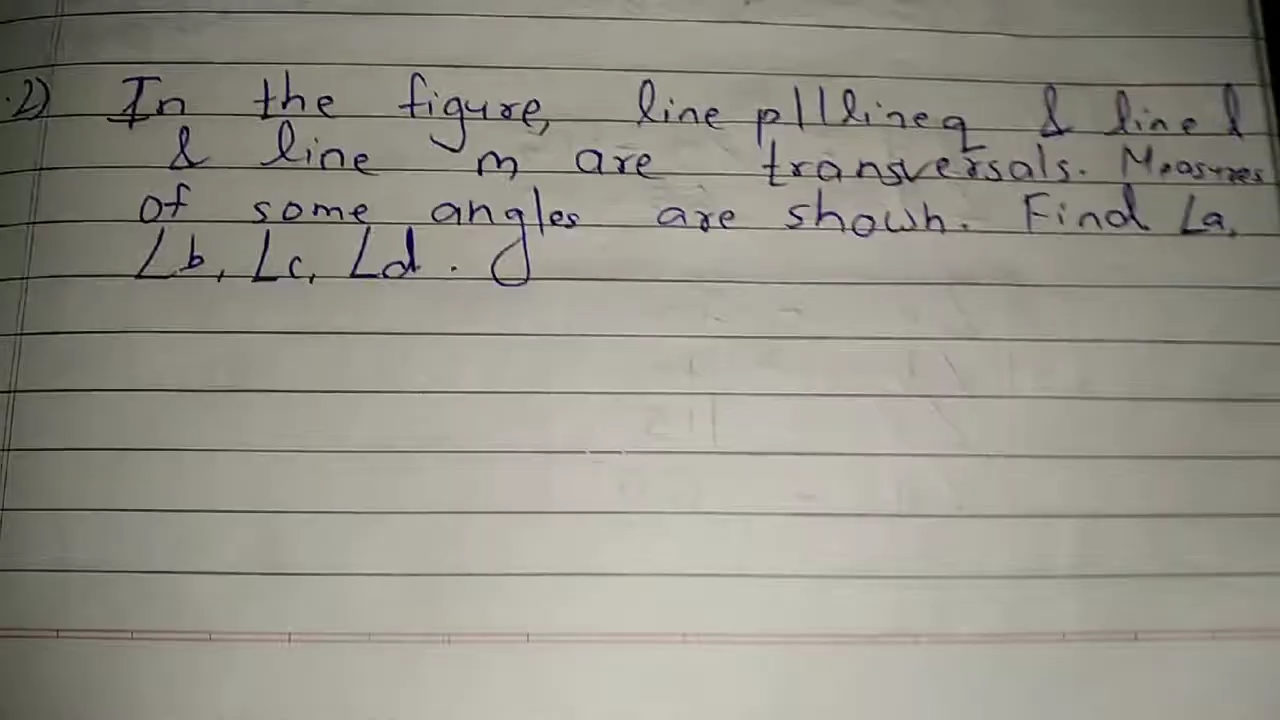 2) In the figure, line p||line q & line l
& line m are transversals. Measures
of some angles are shown. Find ∠a,
∠b, ∠c, ∠d.